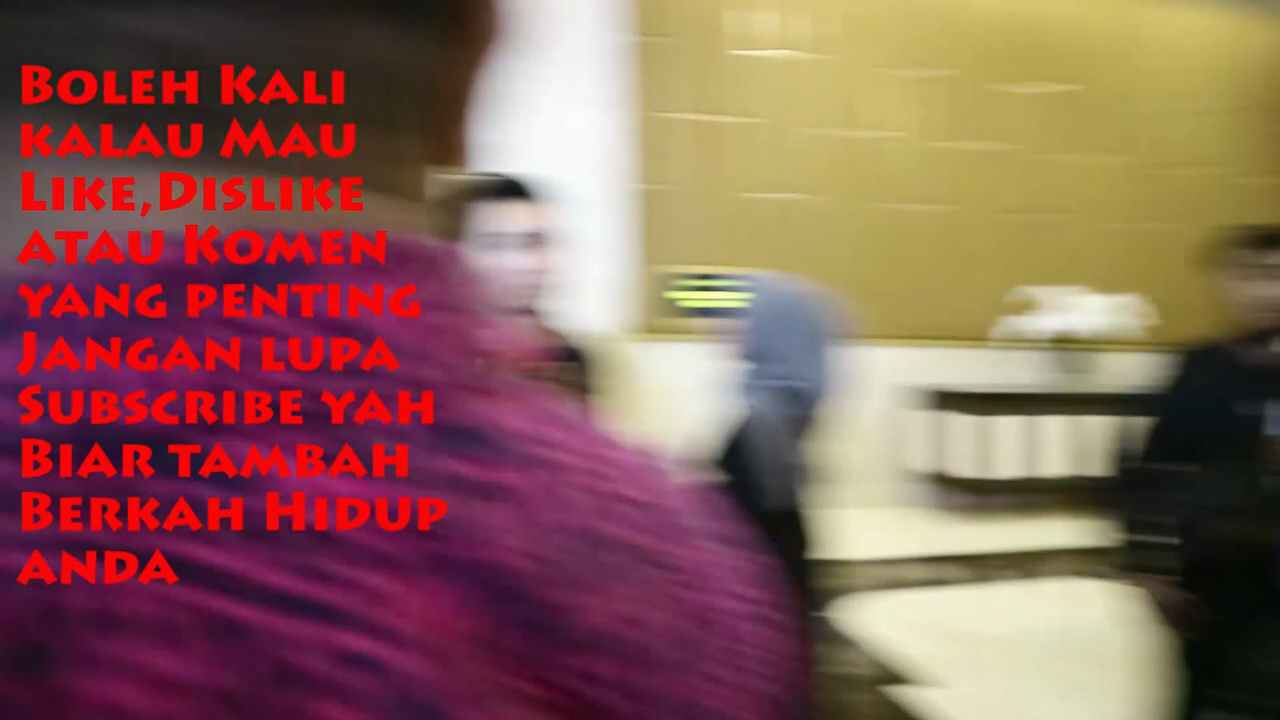 Boleh Kali
kalau Mau
Like,Dislike
atau Komen
yang penting
Jangan lupa
Subscribe yah
Biar tambah
Berkah Hidup
anda